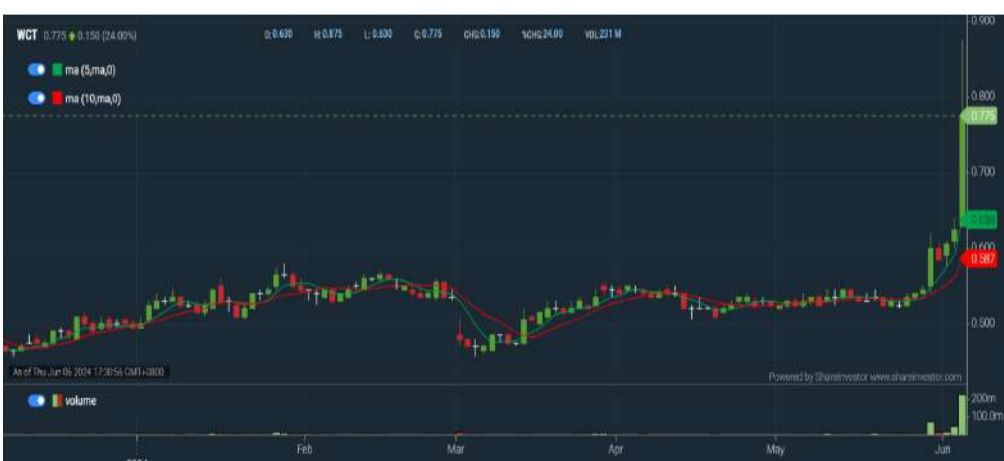 WCT 0.775 0.150 (24.00%) O:0.630 H:0.875 L:0.630 C:0.775 CHG:0.150 %CHG:24.00 VOL:231 M
ma (5,ma,0)
ma (10,ma,0)
0.900
0.800
0.775
0.700
0.600
0.587
0.500
As of Thu Jun 06 2024 17:30:56 GMT+0800
Powered by ShareInvestor www.shareinvestor.com
volume
200m
100.0m
Feb Mar Apr May Jun